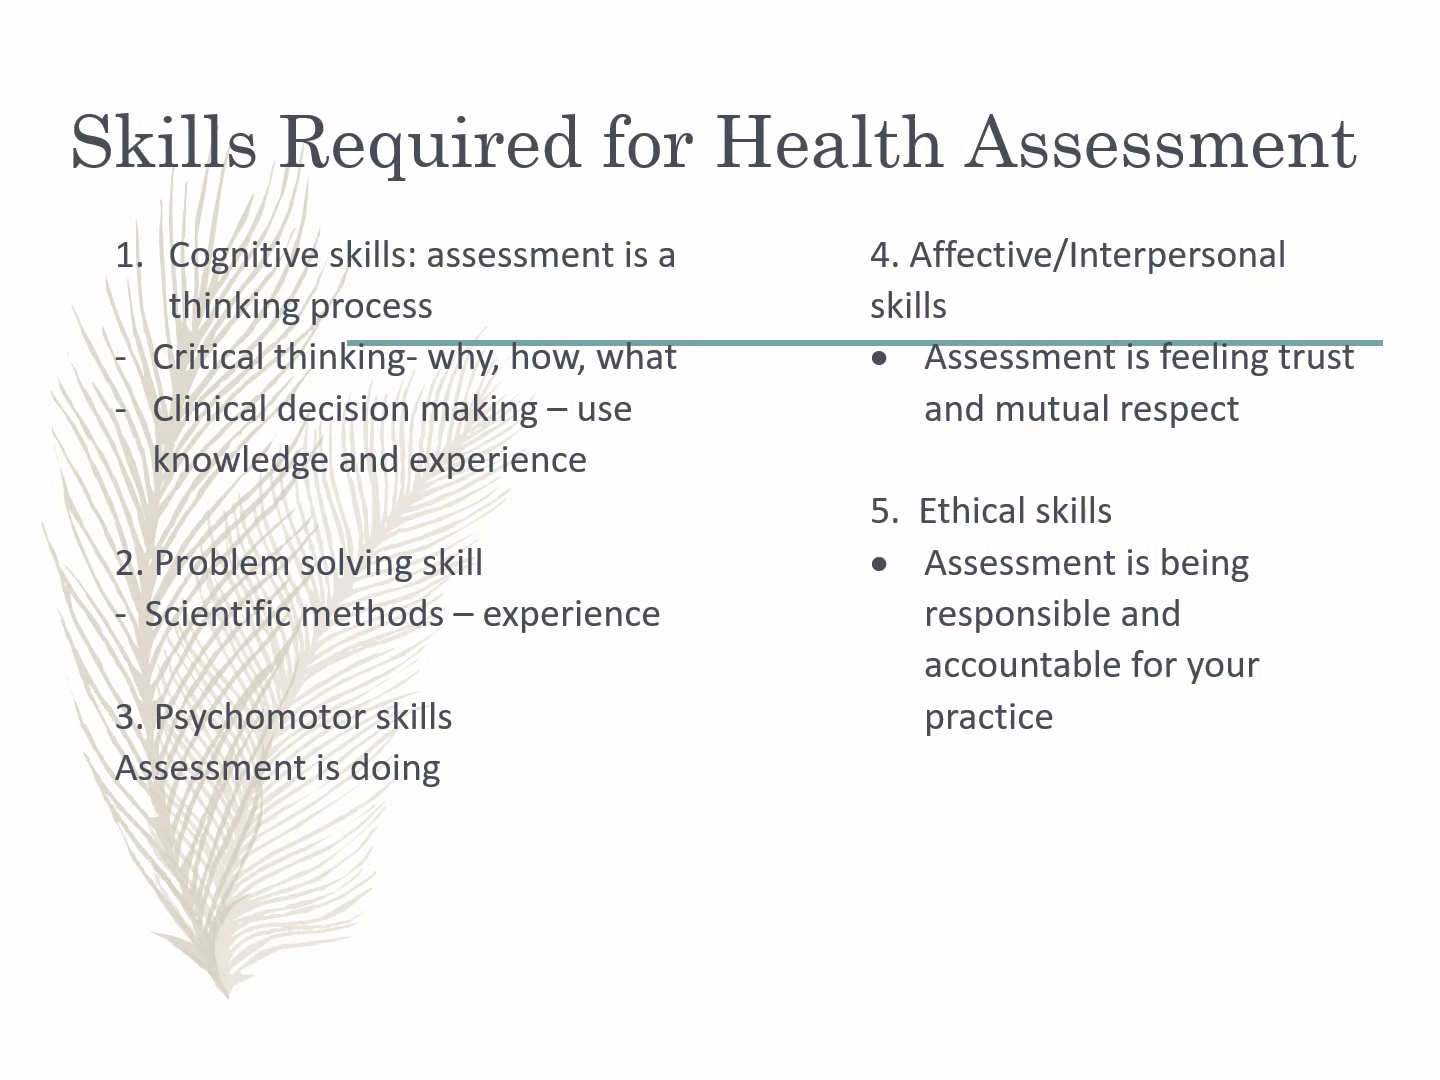 Skills Required for Health Assessment
1. Cognitive skills: assessment is a
thinking process
- Critical thinking- why, how, what
- Clinical decision making – use
knowledge and experience
2. Problem solving skill
- Scientific methods – experience
3. Psychomotor skills
Assessment is doing
4. Affective/Interpersonal
skills
• Assessment is feeling trust
and mutual respect
5. Ethical skills
• Assessment is being
responsible and
accountable for your
practice